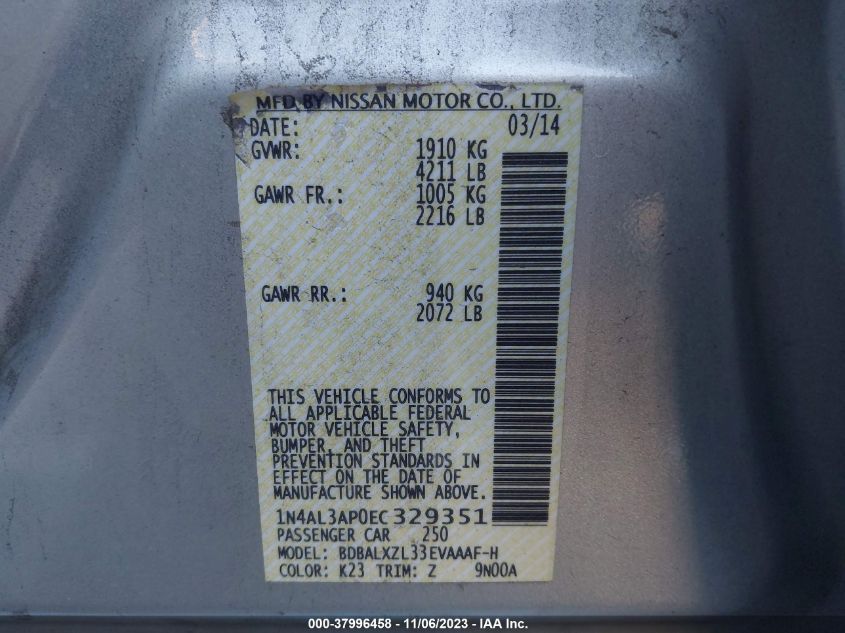 MFD BY NISSAN MOTOR CO., LTD.
DATE: 03/14
GVWR: 1910 KG
4211 LB
GAWR FR.: 1005 KG
2216 LB
GAWR RR.: 940 KG
2072 LB
THIS VEHICLE CONFORMS TO
ALL APPLICABLE FEDERAL
MOTOR VEHICLE SAFETY,
BUMPER, AND THEFT
PREVENTION STANDARDS IN
EFFECT ON THE DATE OF
MANUFACTURE SHOWN ABOVE.
1N4AL3AP0EC329351
PASSENGER CAR 250
MODEL: BDBALXZL33EVAAAF-H
COLOR: K23 TRIM: Z 9N00A
000-37996458 - 11/06/2023 - IAA Inc.